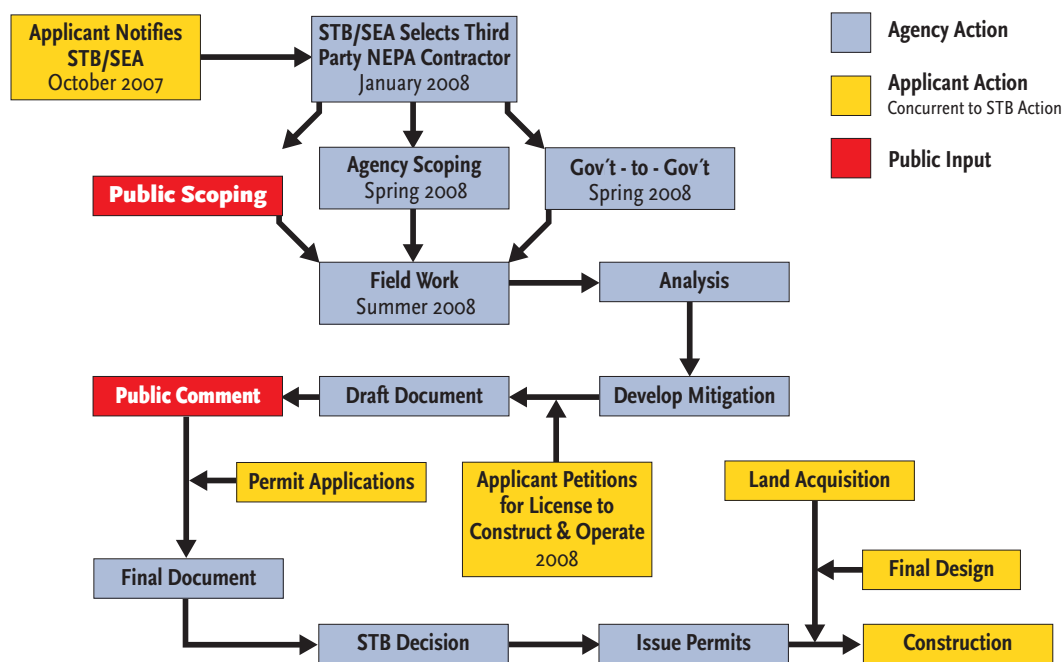 Applicant Notifies
STB/SEA
October 2007
STB/SEA Selects Third
Party NEPA Contractor
January 2008
Agency Action
Applicant Action
Concurrent to STB Action
Public Input
Public Scoping
Agency Scoping
Spring 2008
Gov´t - to - Gov´t
Spring 2008
Field Work
Summer 2008
Analysis
Public Comment
Draft Document
Develop Mitigation
Permit Applications
Applicant Petitions
for License to
Construct & Operate
2008
Land Acquisition
Final Document
Final Design
STB Decision
Issue Permits
Construction